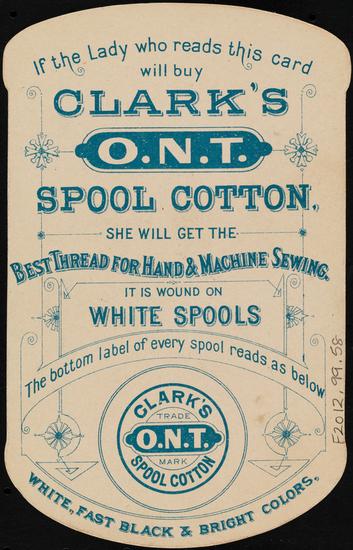 If the Lady who reads this card
will buy
CLARK'S
O.N.T.
SPOOL COTTON.
SHE WILL GET THE
BEST THREAD FOR HAND & MACHINE SEWING.
IT IS WOUND ON
WHITE SPOOLS
The bottom label of every spool reads as below
CLARK'S
TRADE
O.N.T.
MARK
SPOOL COTTON
WHITE, FAST BLACK & BRIGHT COLORS.
F2012.99.58